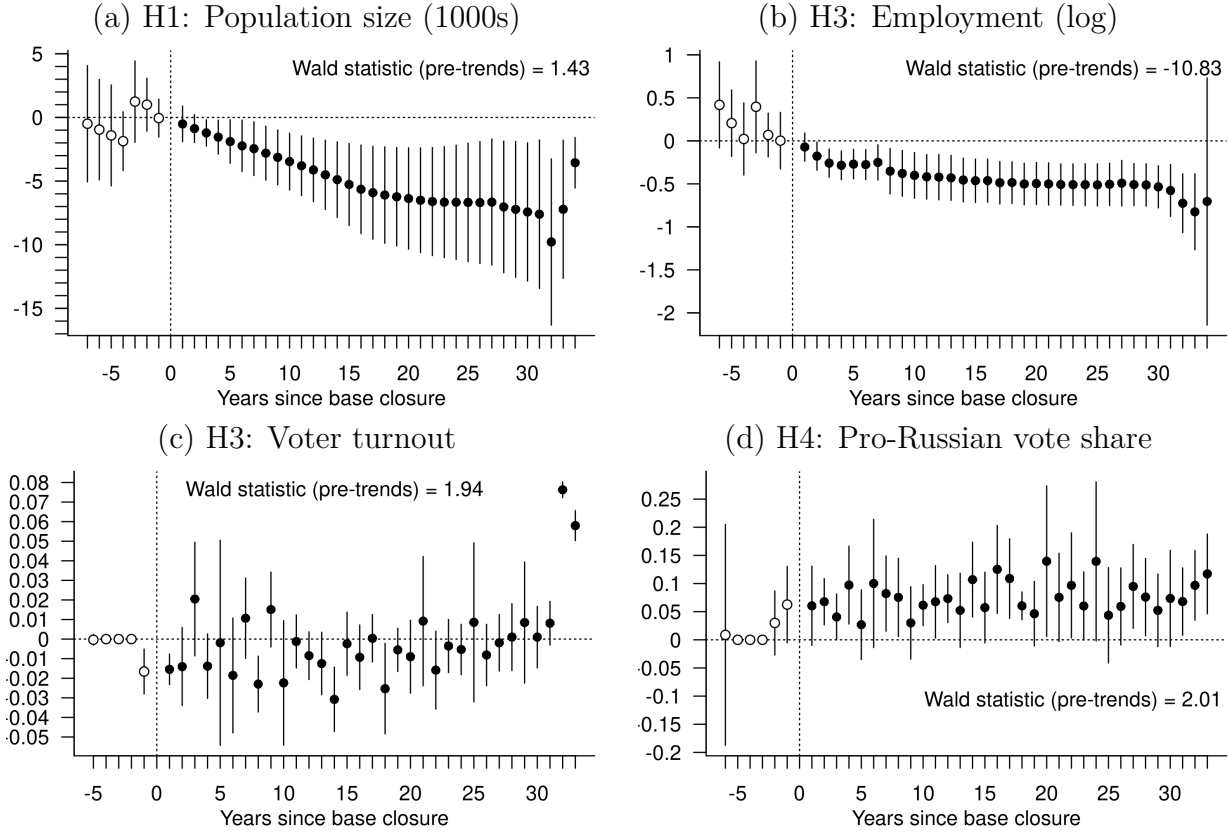 (a) H1: Population size (1000s)
Wald statistic (pre-trends) = 1.43
5
0
-5
-10
-15
-5 0 5 10 15 20 25 30
Years since base closure
(b) H3: Employment (log)
Wald statistic (pre-trends) = -10.83
1
0.5
0
-0.5
-1
-1.5
-2
-5 0 5 10 15 20 25 30
Years since base closure
(c) H3: Voter turnout
Wald statistic (pre-trends) = 1.94
0.08
0.07
0.06
0.05
0.04
0.03
0.02
0.01
0
-0.01
-0.02
-0.03
-0.04
-0.05
-5 0 5 10 15 20 25 30
Years since base closure
(d) H4: Pro-Russian vote share
0.25
0.2
0.15
0.1
0.05
0
-0.05
-0.1
-0.15
-0.2
Wald statistic (pre-trends) = 2.01
-5 0 5 10 15 20 25 30
Years since base closure